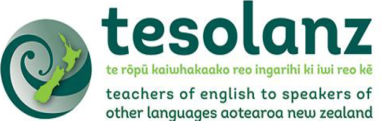 tesolanz
te rōpū kaiwhakaako reo ingarihi ki iwi reo kē
teachers of english to speakers of
other languages aotearoa new zealand